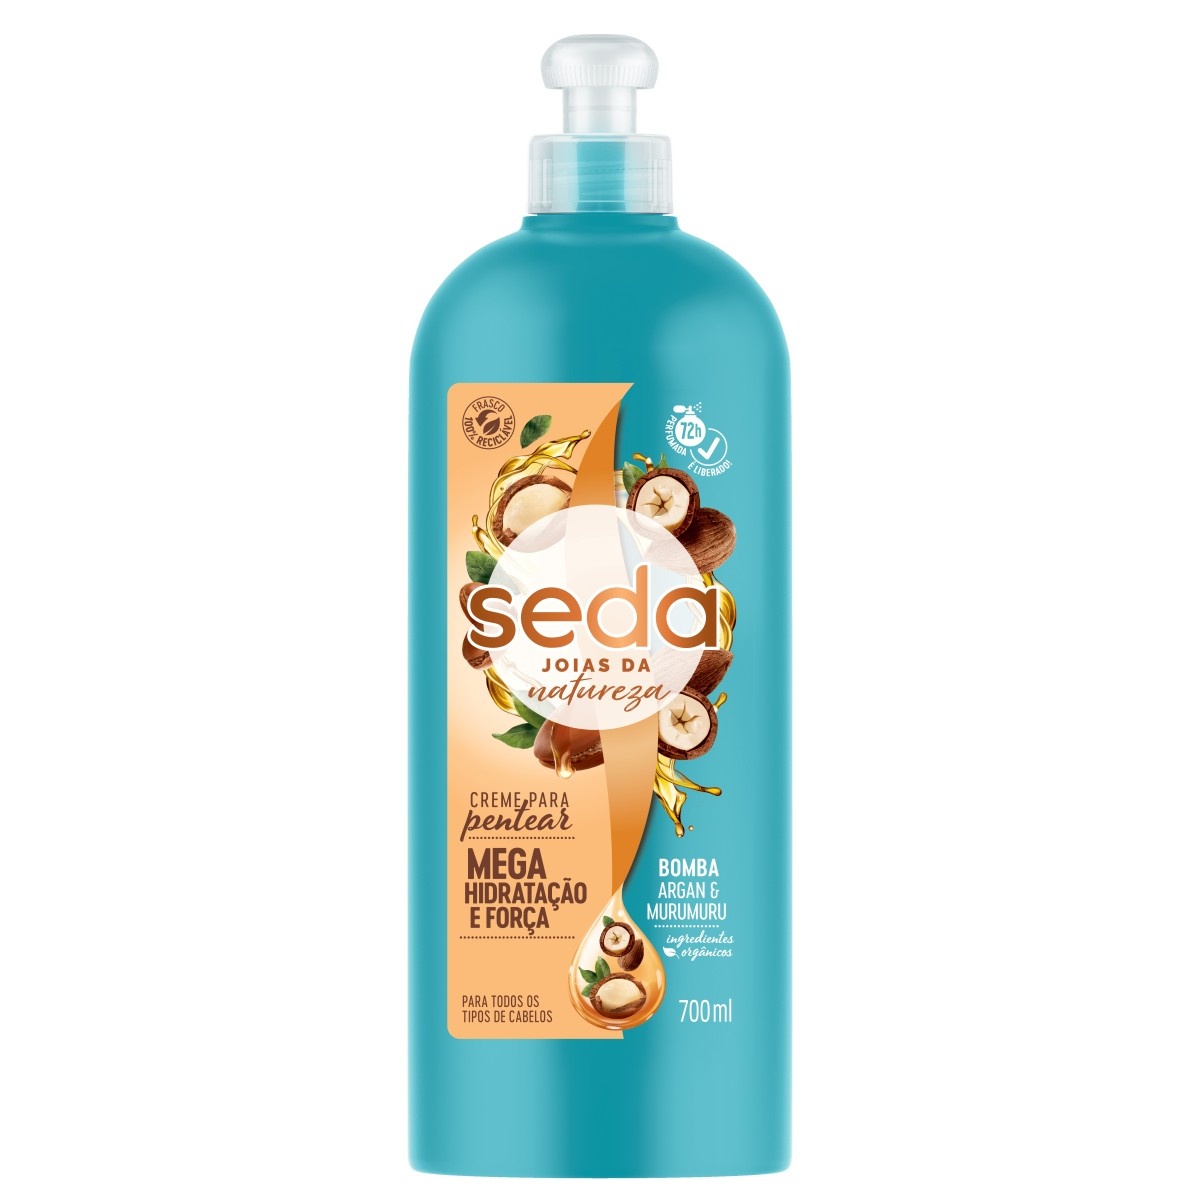 FRASCO
100% RECICLÁVEL
72h
PERFUMADA
É LIBERADO!
seda
JOIAS DA
natureza
CREME PARA
pentear
MEGA
HIDRATAÇÃO
E FORÇA
PARA TODOS OS
TIPOS DE CABELOS
BOMBA
ARGAN &
MURUMURU
ingredientes
orgânicos
700ml